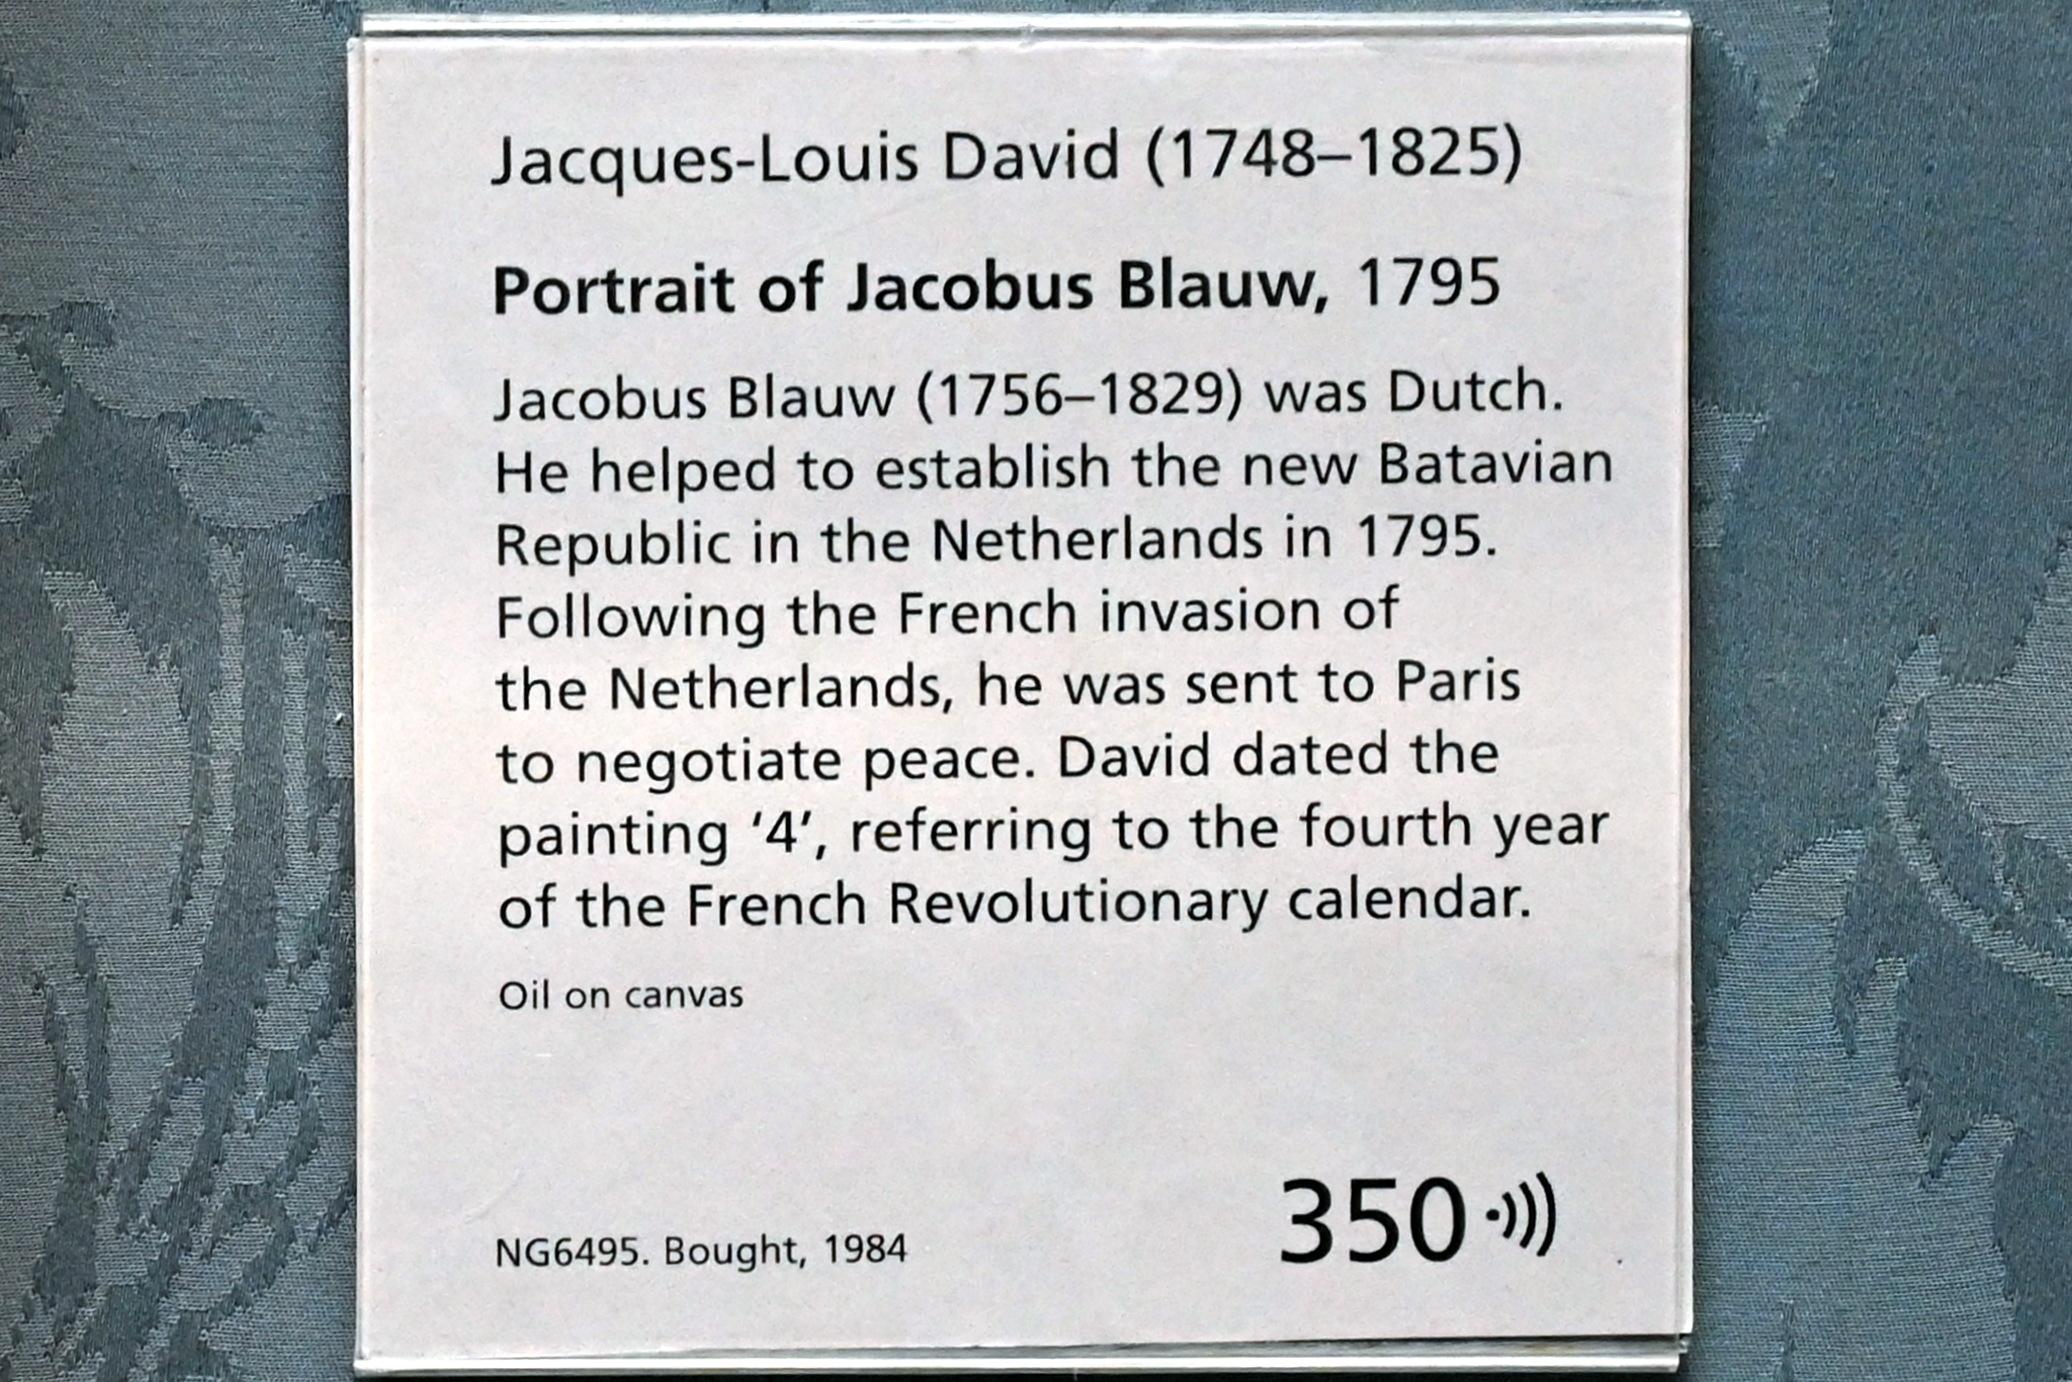 Jacques-Louis David (1748–1825)
Portrait of Jacobus Blauw, 1795
Jacobus Blauw (1756–1829) was Dutch.
He helped to establish the new Batavian
Republic in the Netherlands in 1795.
Following the French invasion of
the Netherlands, he was sent to Paris
to negotiate peace. David dated the
painting ‘4’, referring to the fourth year
of the French Revolutionary calendar.
Oil on canvas
NG6495. Bought, 1984
350